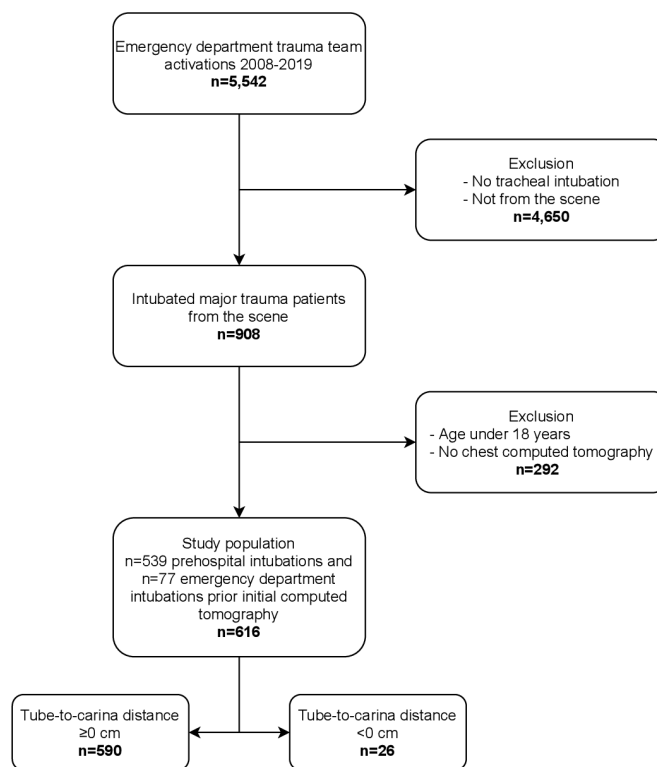 Emergency department trauma team
activations 2008-2019
n=5,542
Exclusion
- No tracheal intubation
- Not from the scene
n=4,650
Intubated major trauma patients
from the scene
n=908
Exclusion
- Age under 18 years
- No chest computed tomography
n=292
Study population
n=539 prehospital intubations and
n=77 emergency department
intubations prior initial computed
tomography
n=616
Tube-to-carina distance
≥0 cm
n=590
Tube-to-carina distance
<0 cm
n=26